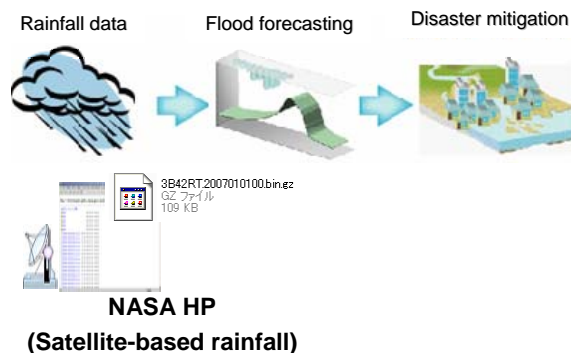 Rainfall data
Flood forecasting
Disaster mitigation
3B42RT.2007010100.bin.gz
GZ ファイル
109 KB
NASA HP
(Satellite-based rainfall)